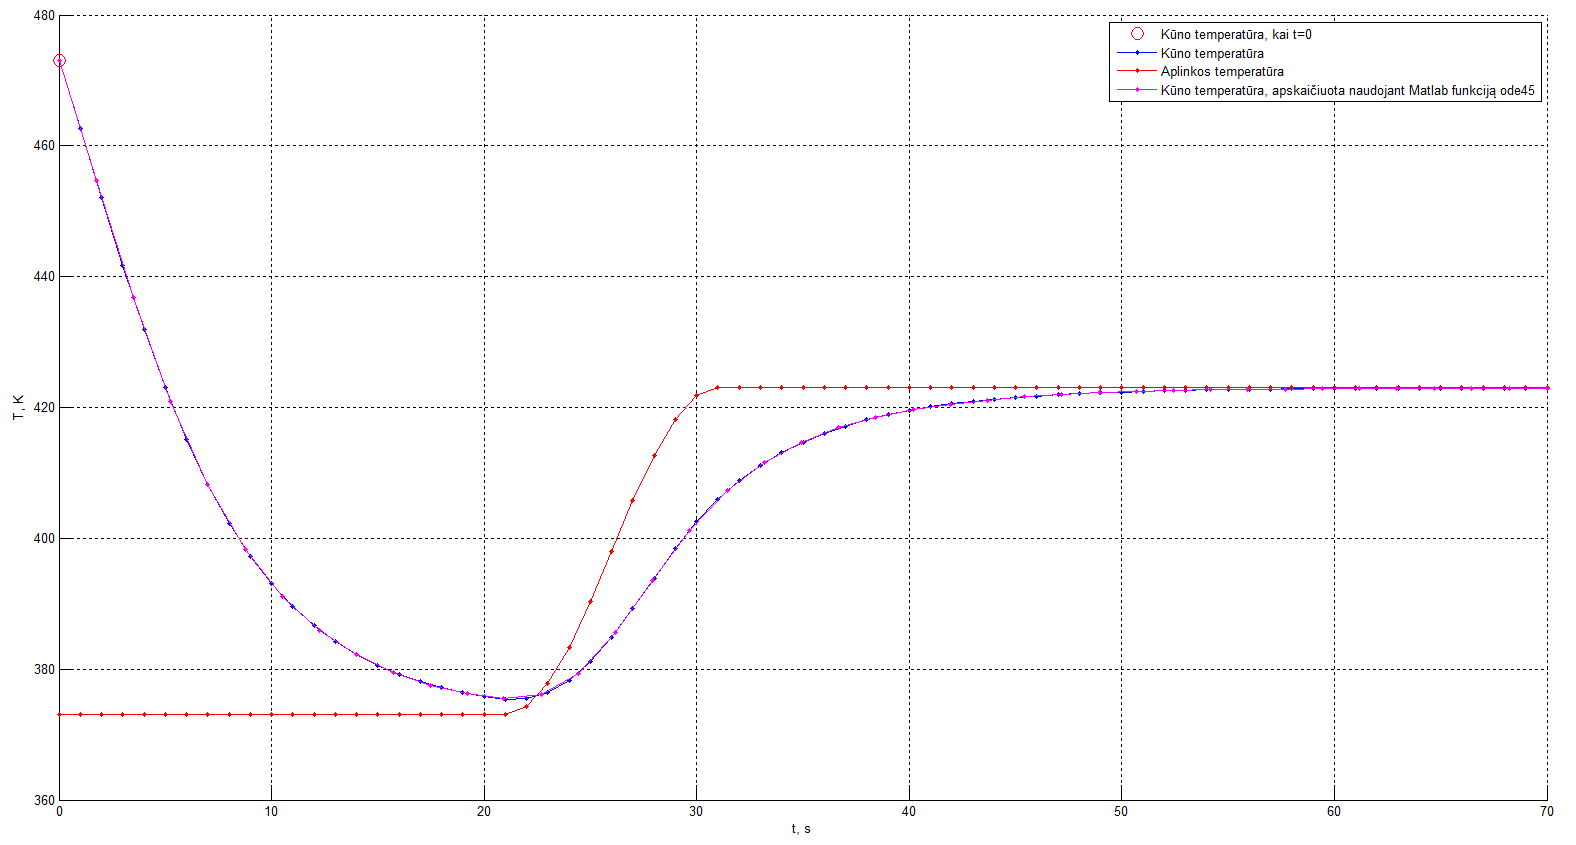 480
460
440
420
400
380
360
T, K
0
10
20
30
40
50
60
70
t, s
Kūno temperatūra, kai t=0
Kūno temperatūra
Aplinkos temperatūra
Kūno temperatūra, apskaičiuota naudojant Matlab funkciją ode45